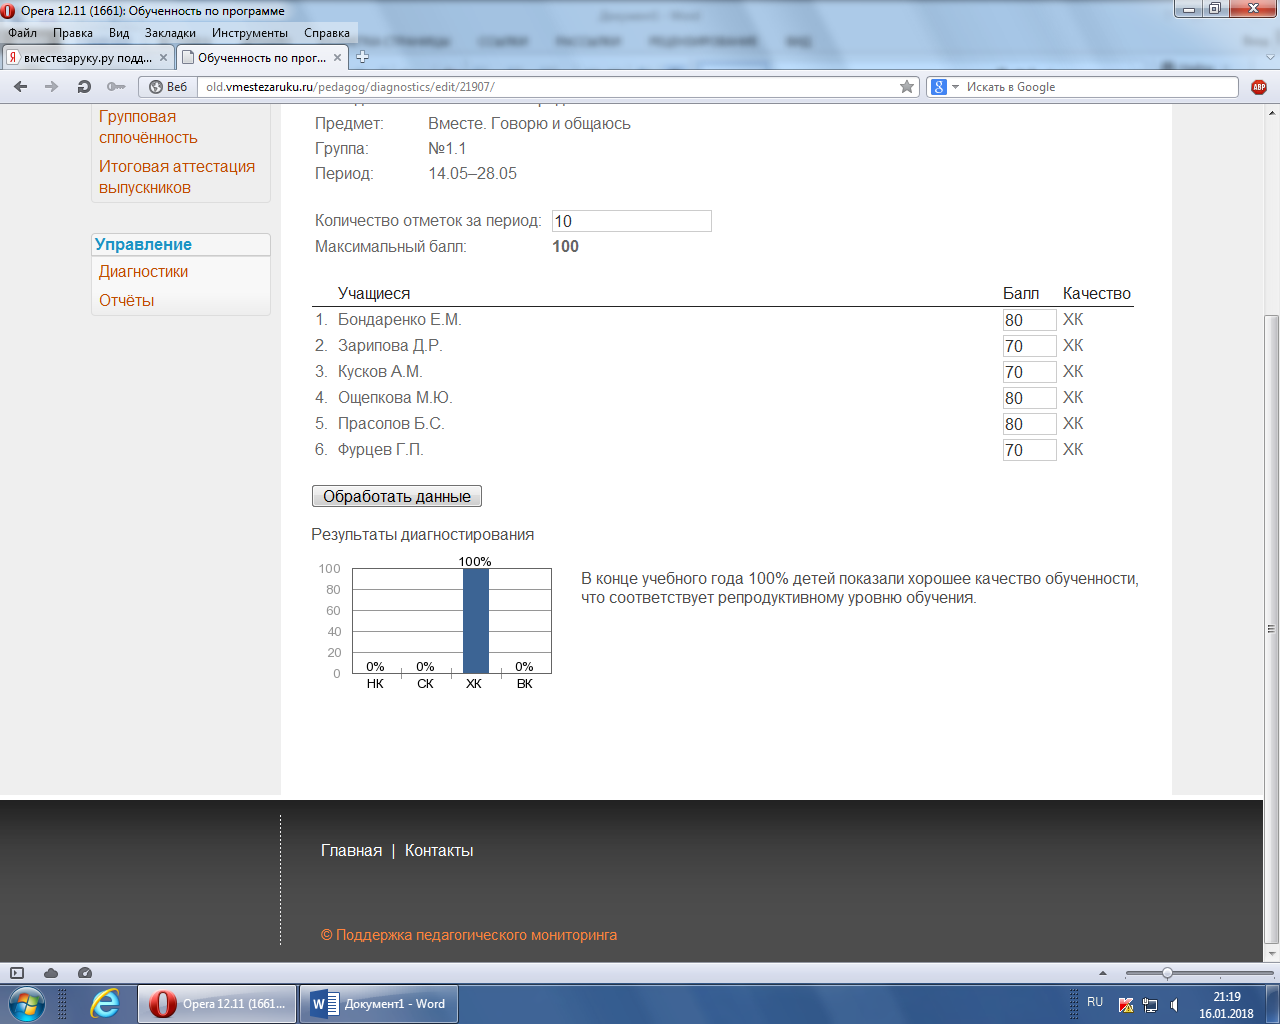 Opera 12.11 (1661): Обученность по программе
Файл Правка Вид Закладки Инструменты Справка
вместезаруку.ру подд... Обученность по прог...
Веб old.vmestezaruku.ru/pedagog/diagnostics/edit/21907/ Искать в Google
Групповая
сплочённость
Итоговая аттестация
выпускников
Управление
Диагностики
Отчёты
Предмет: Вместе. Говорю и общаюсь
Группа: №1.1
Период: 14.05–28.05
Количество отметок за период: 10
Максимальный балл: 100
Учащиеся Балл Качество
1. Бондаренко Е.М. 80 ХК
2. Зарипова Д.Р. 70 ХК
3. Кусков А.М. 70 ХК
4. Ощепкова М.Ю. 80 ХК
5. Прасолов Б.С. 80 ХК
6. Фурцев Г.П. 70 ХК
Обработать данные
Результаты диагностирования
100%
100
80
60
40
20
0
0% 0% 0%
НК СК ХК ВК
В конце учебного года 100% детей показали хорошее качество обученности,
что соответствует репродуктивному уровню обучения.
Главная | Контакты
© Поддержка педагогического мониторинга
Opera 12.11 (1661... Документ1 - Word RU 21:19
16.01.2018